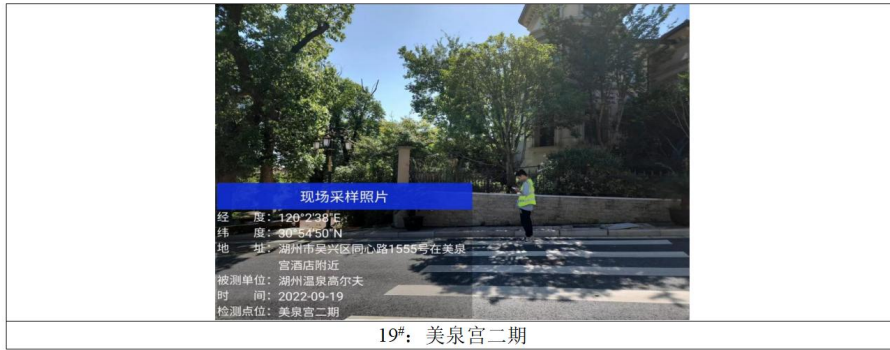 现场采样照片
经　度：120°2'38"E
纬　度：30°54'50"N
地　址：湖州市吴兴区同心路1555号在美泉
宫酒店附近
被测单位：湖州温泉高尔夫
时　间：2022-09-19
检测点位：美泉宫二期
19#：美泉宫二期